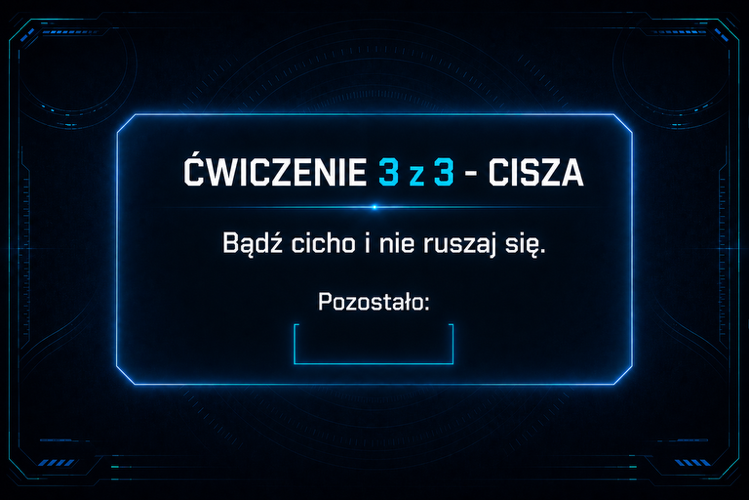 ĆWICZENIE 3 z 3 - CISZA
Bądź cicho i nie ruszaj się.
Pozostało: